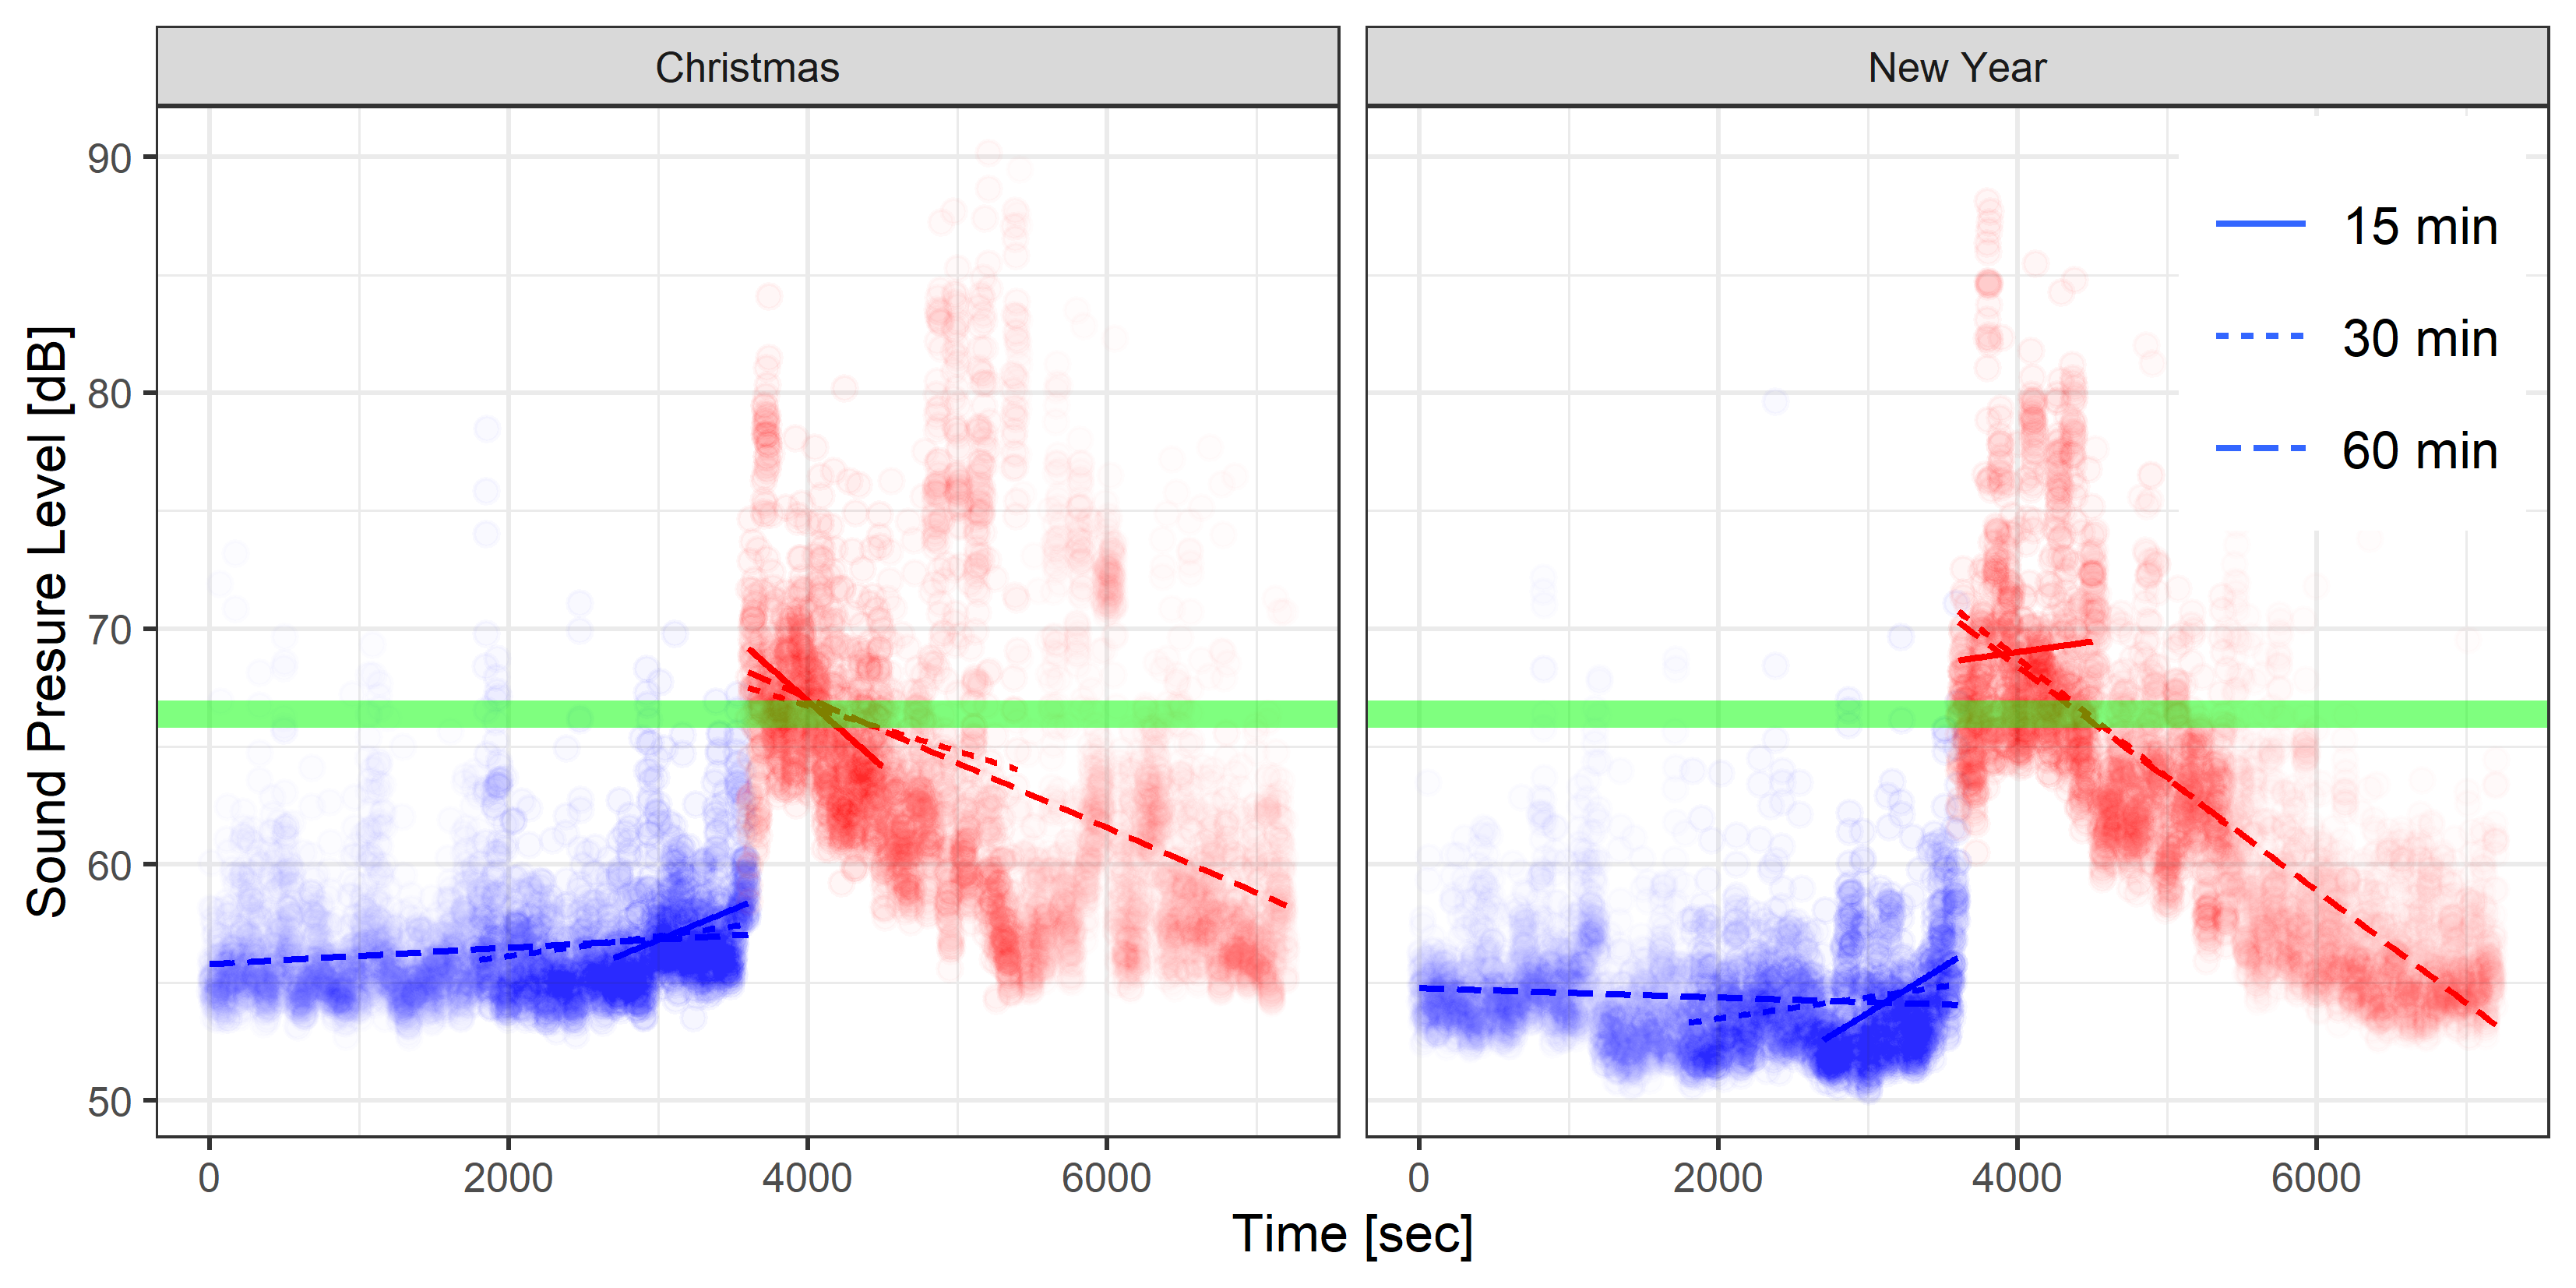 Christmas
New Year
Sound Pressure Level [dB]
90
80
70
60
50
15 min
30 min
60 min
0 2000 4000 6000
0 2000 4000 6000
Time [sec]